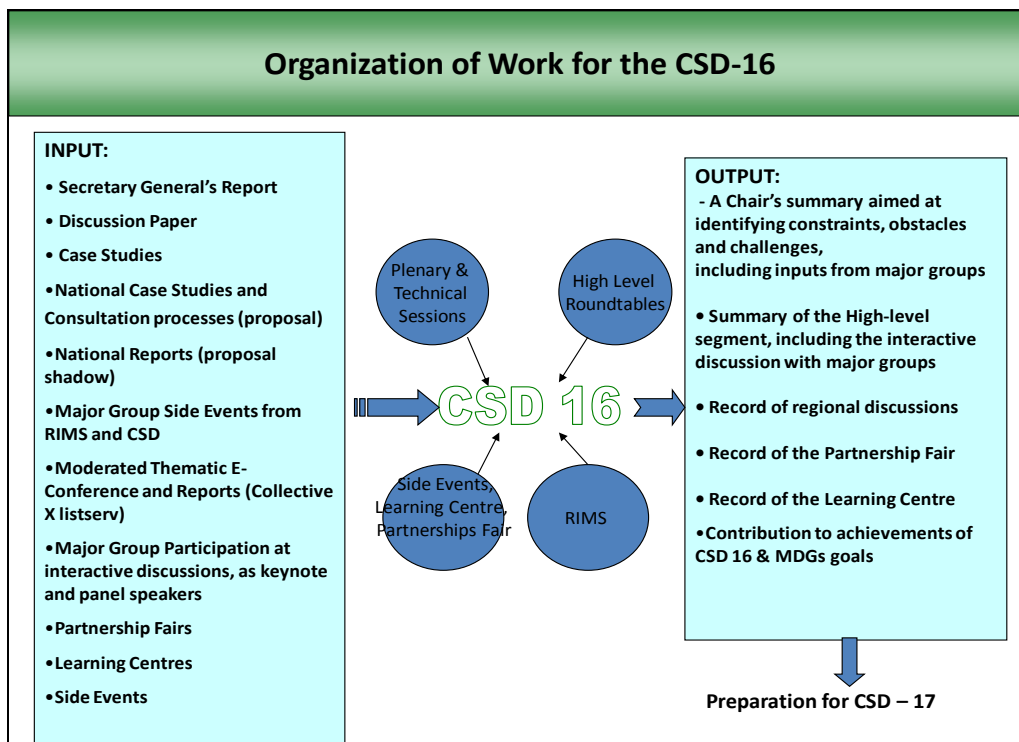 Organization of Work for the CSD-16
INPUT:
• Secretary General's Report
• Discussion Paper
• Case Studies
•National Case Studies and
Consultation processes (proposal)
•National Reports (proposal
shadow)
•Major Group Side Events from
RIMS and CSD
•Moderated Thematic E-
Conference and Reports (Collective
X listserv)
•Major Group Participation at
interactive discussions, as keynote
and panel speakers
•Partnership Fairs
•Learning Centres
•Side Events
Plenary &
Technical
Sessions
High Level
Roundtables
CSD 16
Side Events,
Learning Centre,
Partnerships Fair
RIMS
OUTPUT:
- A Chair's summary aimed at
identifying constraints, obstacles
and challenges,
including inputs from major groups
• Summary of the High-level
segment, including the interactive
discussion with major groups
• Record of regional discussions
• Record of the Partnership Fair
• Record of the Learning Centre
•Contribution to achievements of
CSD 16 & MDGs goals
Preparation for CSD – 17